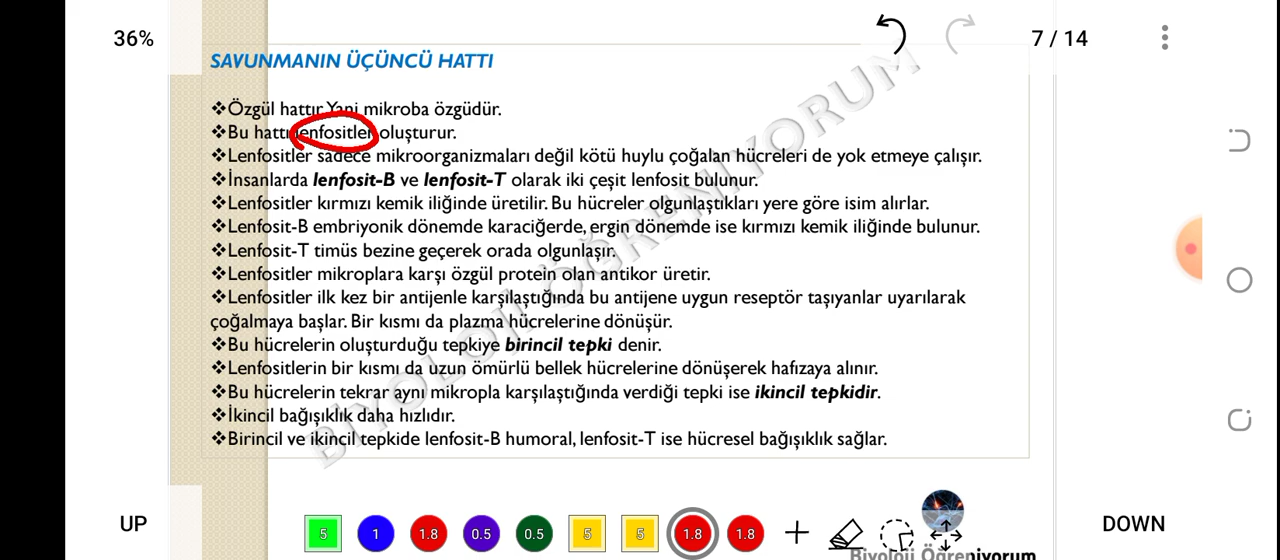 36%
7 / 14
SAVUNMANIN ÜÇÜNCÜ HATTI
❖Özgül hattır. Yani mikroba özgüdür.
❖Bu hattı lenfositler oluşturur.
❖Lenfositler sadece mikroorganizmaları değil kötü huylu çoğalan hücreleri de yok etmeye çalışır.
❖İnsanlarda lenfosit-B ve lenfosit-T olarak iki çeşit lenfosit bulunur.
❖Lenfositler kırmızı kemik iliğinde üretilir. Bu hücreler olgunlaştıkları yere göre isim alırlar.
❖Lenfosit-B embriyonik dönemde karaciğerde, ergin dönemde ise kırmızı kemik iliğinde bulunur.
❖Lenfosit-T timüs bezine geçerek orada olgunlaşır.
❖Lenfositler mikroplara karşı özgül protein olan antikor üretir.
❖Lenfositler ilk kez bir antijenle karşılaştığında bu antijene uygun reseptör taşıyanlar uyarılarak
çoğalmaya başlar. Bir kısmı da plazma hücrelerine dönüşür.
❖Bu hücrelerin oluşturduğu tepkiye birincil tepki denir.
❖Lenfositlerin bir kısmı da uzun ömürlü bellek hücrelerine dönüşerek hafızaya alınır.
❖Bu hücrelerin tekrar aynı mikropla karşılaştığında verdiği tepki ise ikincil tepkidir.
❖İkincil bağışıklık daha hızlıdır.
❖Birincil ve ikincil tepkide lenfosit-B humoral, lenfosit-T ise hücresel bağışıklık sağlar.
BİYOLOJİ ÖĞRENİYORUM
UP
5 1 1.8 0.5 0.5 5 5 1.8 1.8
DOWN
Biyoloji Öğreniyorum